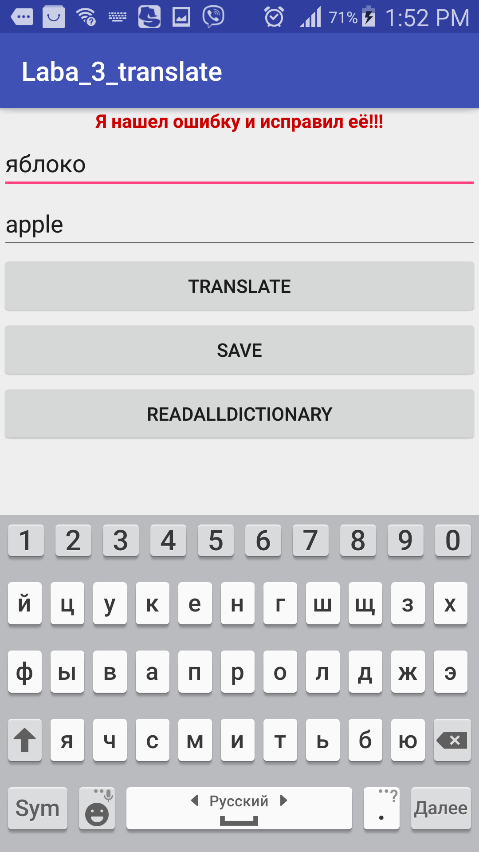 71% 1:52 PM
Laba_3_translate
Я нашел ошибку и исправил её!!!
яблоко
apple
TRANSLATE
SAVE
READALLDICTIONARY
1 2 3 4 5 6 7 8 9 0
й ц у к е н г ш щ з х
ф ы в а п р о л д ж э
я ч с м и т ь б ю
Sym Русский . ? Далее